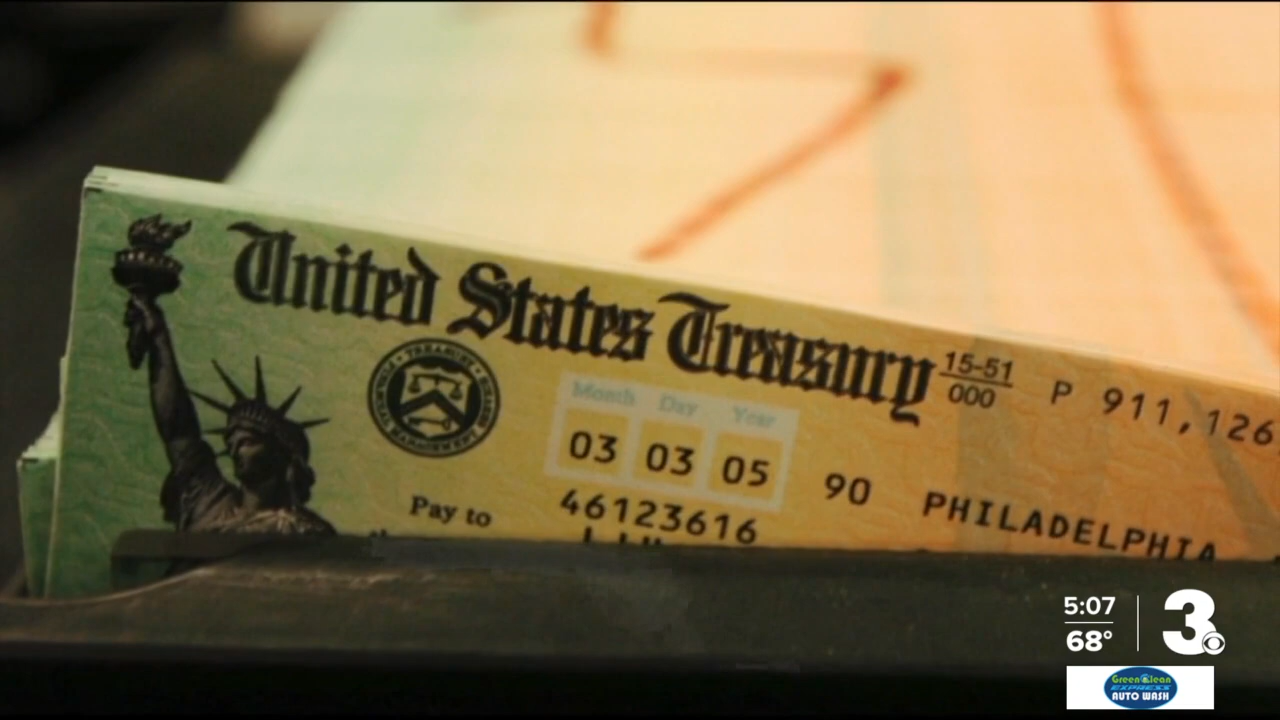 United States Treasury
15-51
000
P 911,126
Month Day Year
03 03 05
90 PHILADELPHIA
Pay to
46123616
5:07
68°
3
Green Clean
EXPRESS
AUTO WASH